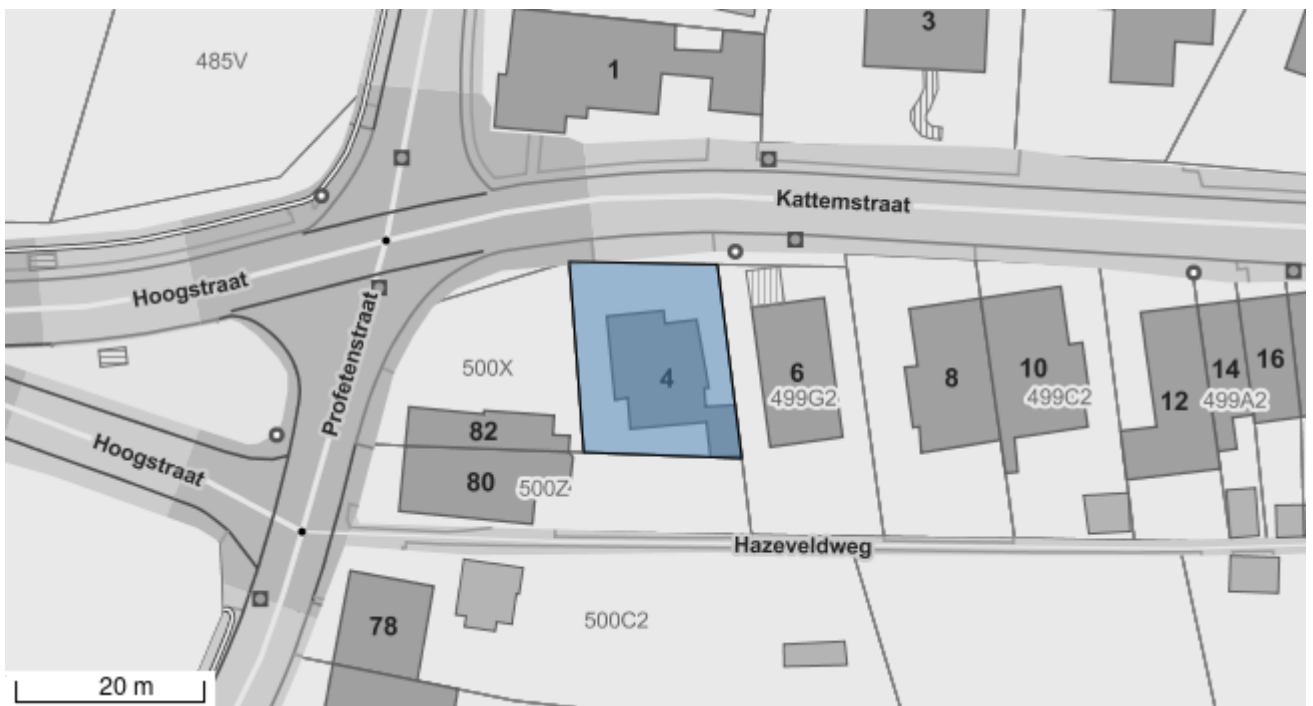 3
1
485V
Kattemstraat
Hoogstraat
Profetenstraat
500X
4
6
8
10
12
14
16
499G2
499C2
499A2
82
80
500Z
Hoogstraat
Hazeveldweg
78
500C2
20 m